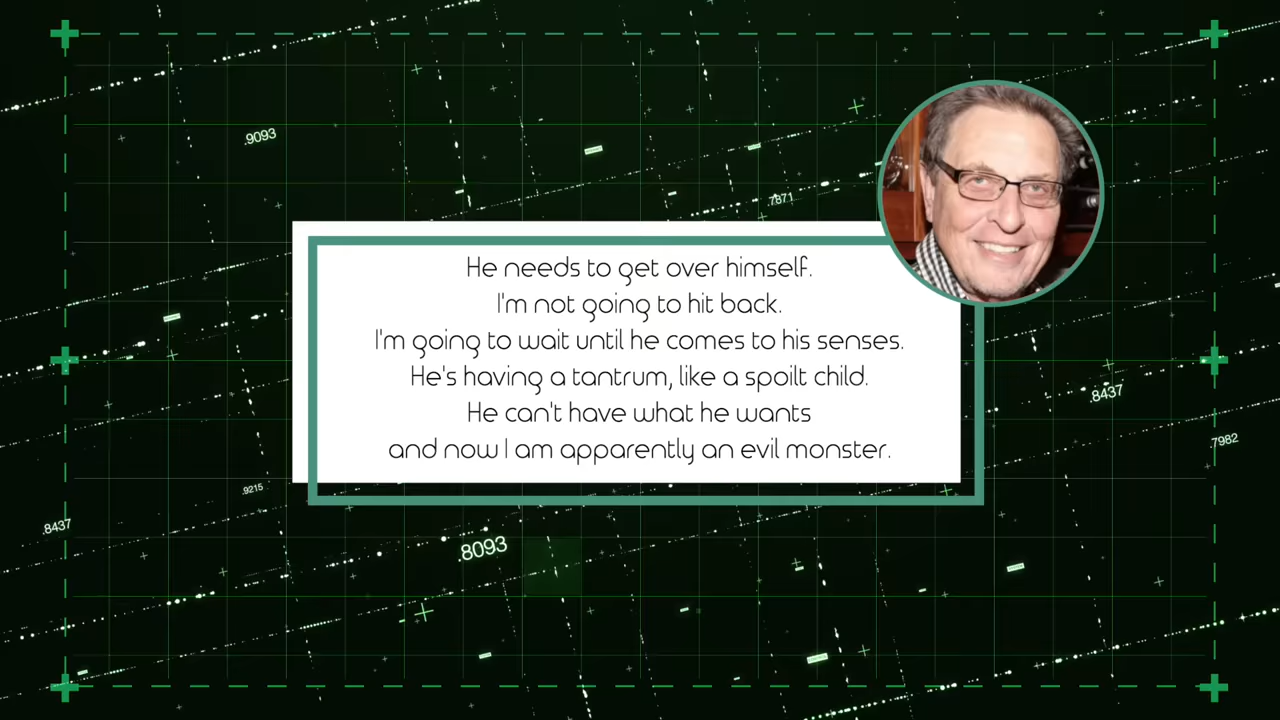 .9093
.7871
He needs to get over himself.
I'm not going to hit back.
I'm going to wait until he comes to his senses.
He's having a tantrum, like a spoilt child.
He can't have what he wants
and now I am apparently an evil monster.
.8437
.7982
.9215
.8437
.8093